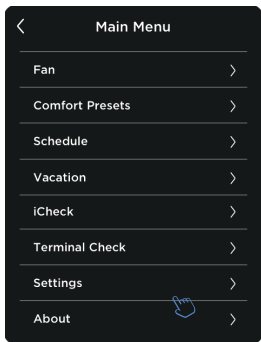 Main Menu
Fan
Comfort Presets
Schedule
Vacation
iCheck
Terminal Check
Settings
About